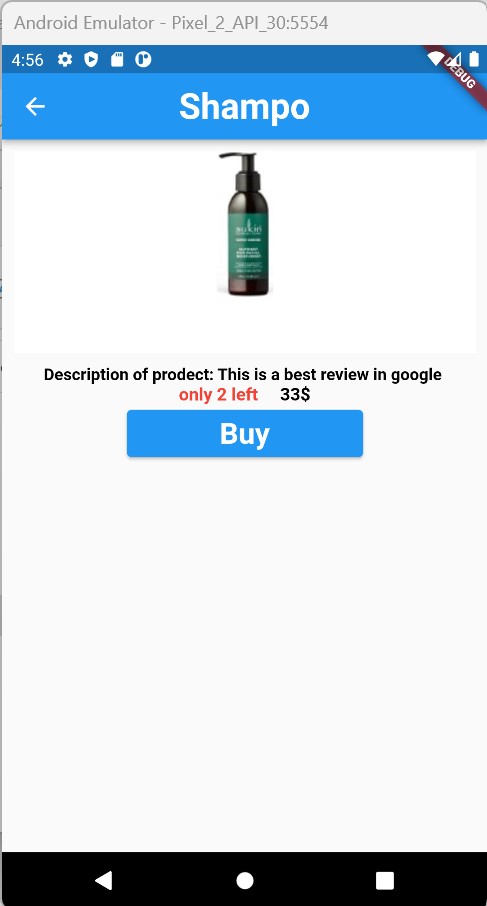 Android Emulator - Pixel_2_API_30:5554
4:56
DEBUG
Shampo
sukin
Description of prodect: This is a best review in google
only 2 left 33$
Buy